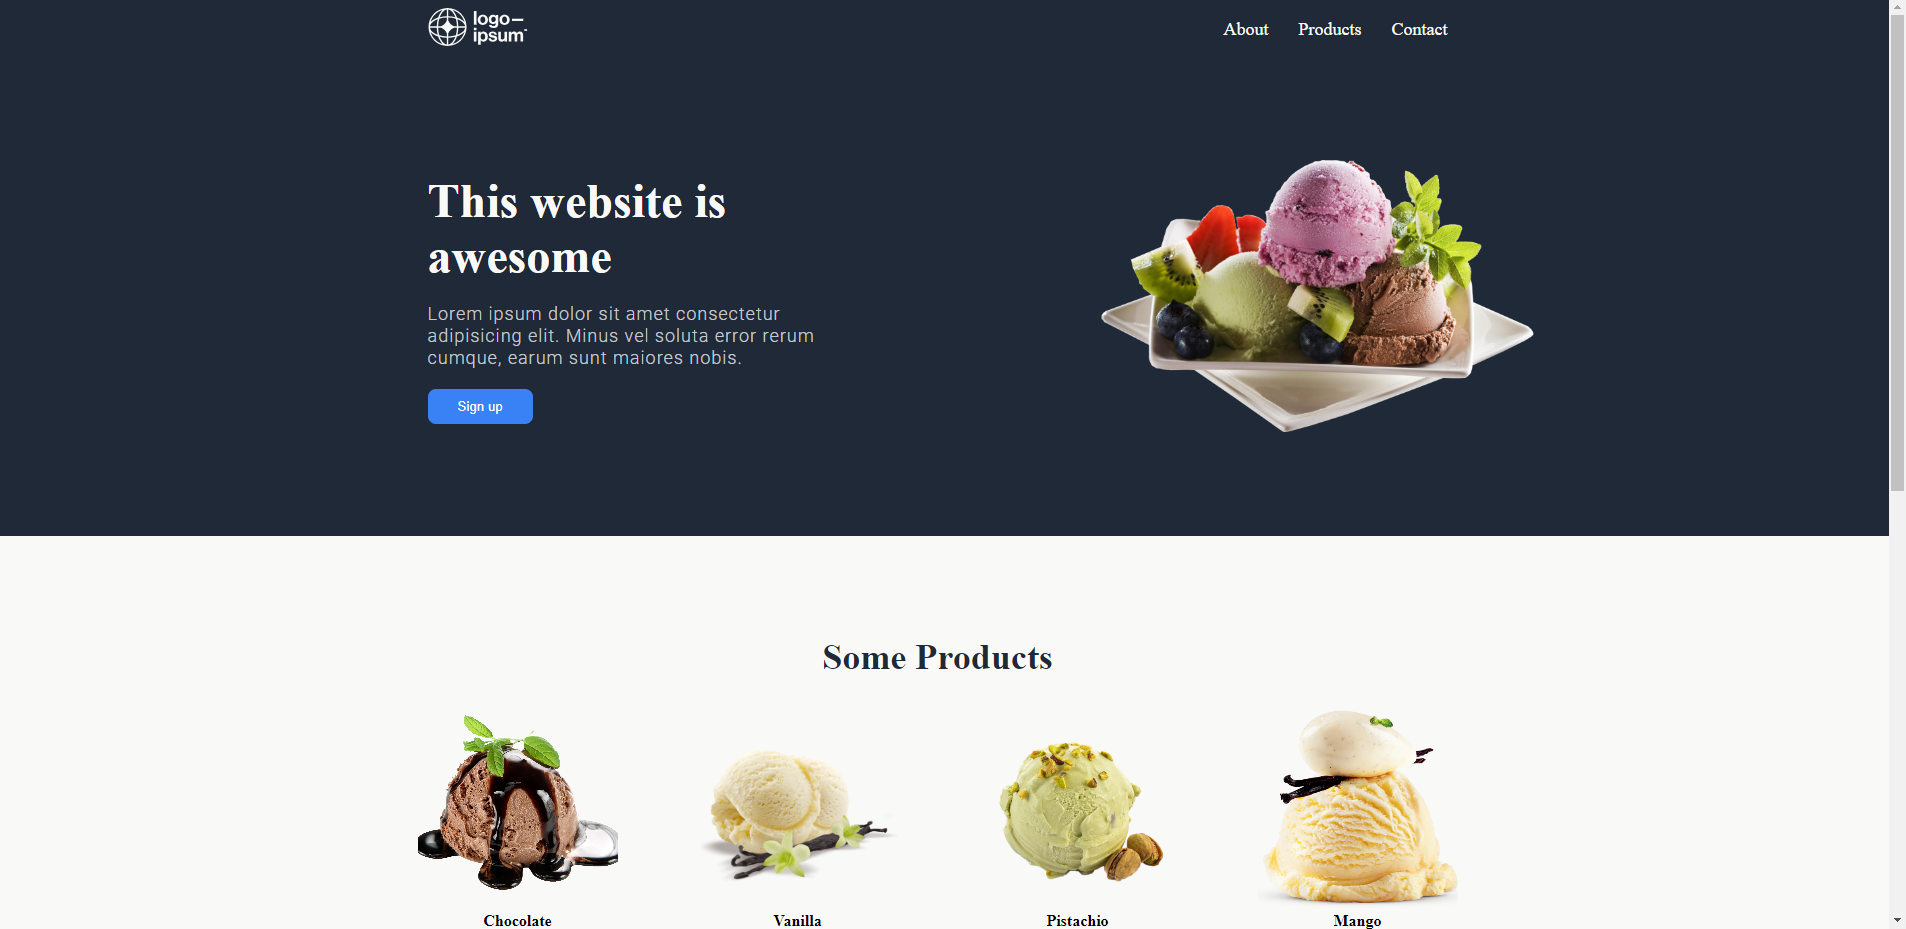 logo—
ipsum
About Products Contact
This website is
awesome
Lorem ipsum dolor sit amet consectetur
adipisicing elit. Minus vel soluta error rerum
cumque, earum sunt maiores nobis.
Sign up
Some Products
Chocolate Vanilla Pistachio Mango